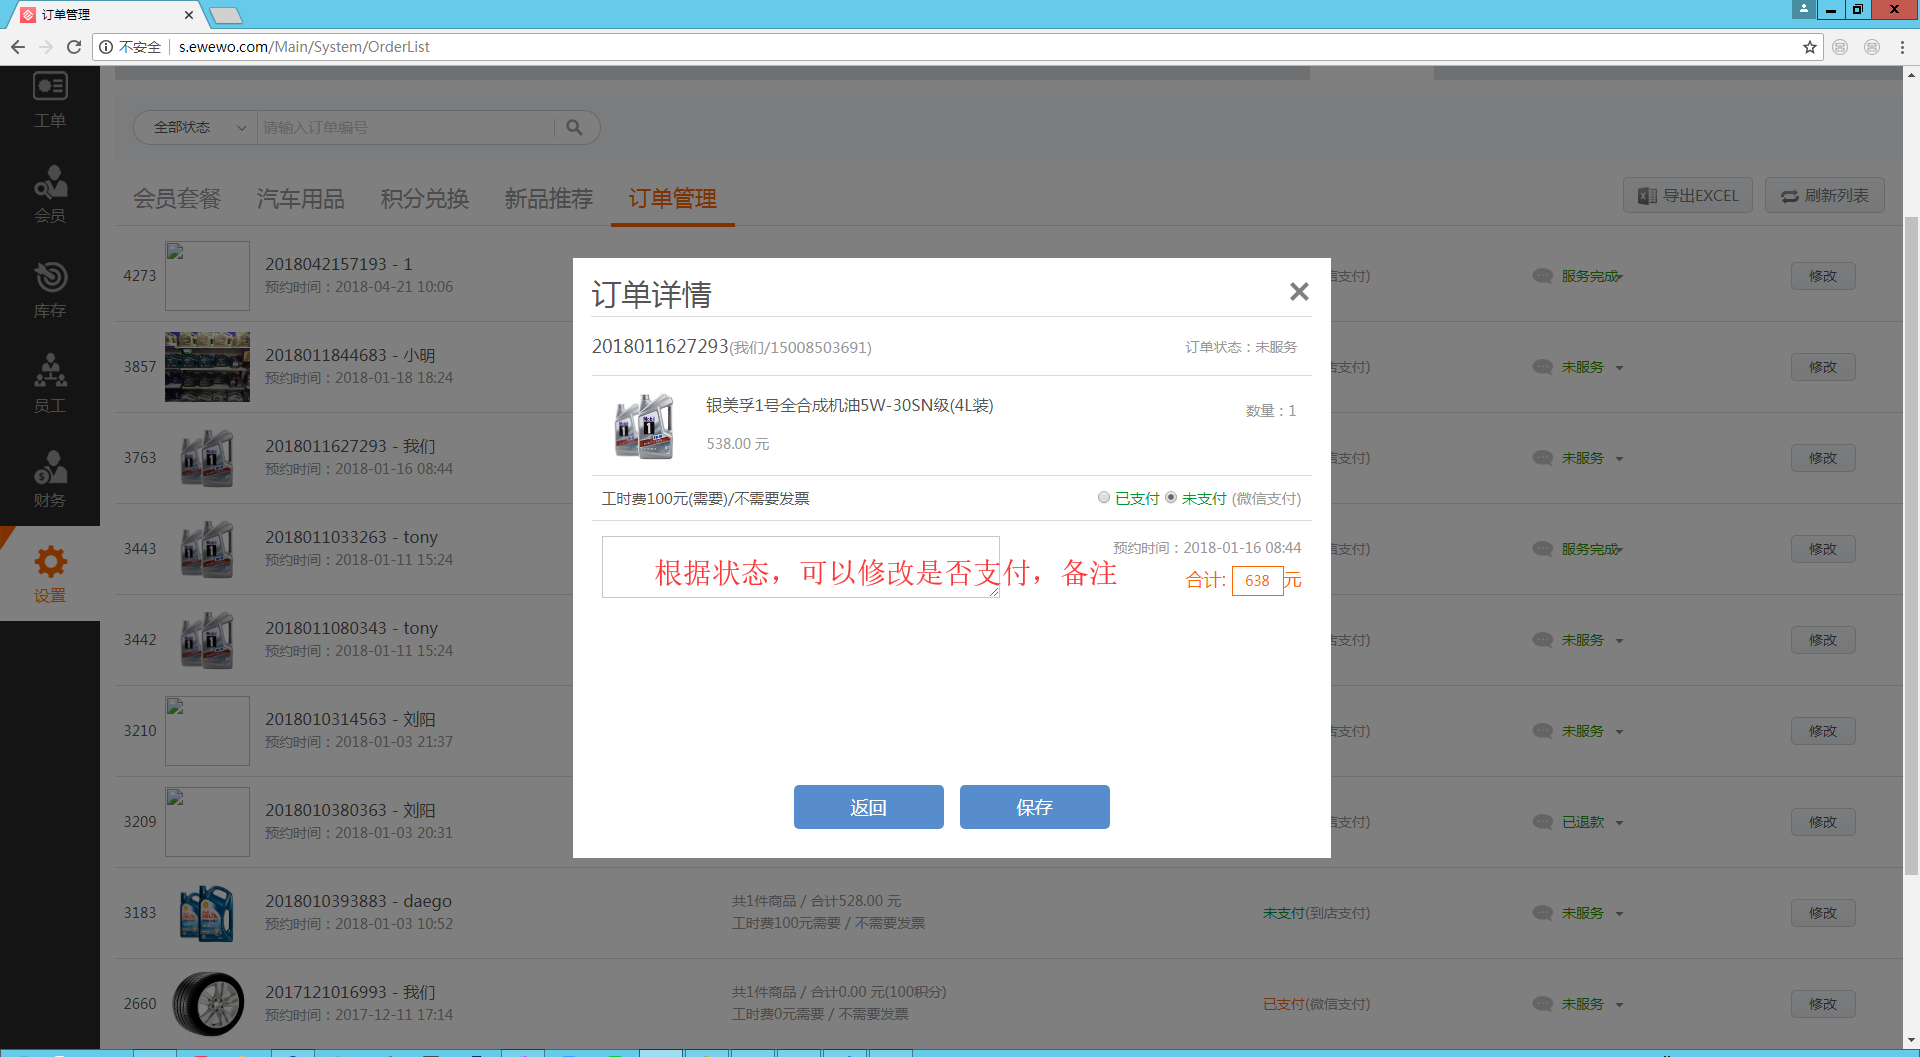 订单管理
不安全 s.ewewo.com/Main/System/OrderList
工单
会员
库存
员工
财务
设置
全部状态 请输入订单编号
会员套餐 汽车用品 积分兑换 新品推荐 订单管理
导出EXCEL 刷新列表
4273 2018042157193 - 1
预约时间：2018-04-21 10:06
信支付) 服务完成 修改
3857 2018011844683 - 小明
预约时间：2018-01-18 18:24
支付) 未服务 修改
3763 2018011627293 - 我们
预约时间：2018-01-16 08:44
支付) 未服务 修改
3443 2018011033263 - tony
预约时间：2018-01-11 15:24
支付) 服务完成 修改
3442 2018011080343 - tony
预约时间：2018-01-11 15:24
支付) 未服务 修改
3210 2018010314563 - 刘阳
预约时间：2018-01-03 21:37
支付) 未服务 修改
3209 2018010380363 - 刘阳
预约时间：2018-01-03 20:31
支付) 已退款 修改
3183 2018010393883 - daego
预约时间：2018-01-03 10:52
共1件商品 / 合计528.00 元
工时费100元需要 / 不需要发票
未支付(到店支付) 未服务 修改
2660 2017121016993 - 我们
预约时间：2017-12-11 17:14
共1件商品 / 合计0.00 元(100积分)
工时费0元需要 / 不需要发票
已支付(微信支付) 未服务 修改
订单详情
2018011627293(我们/15008503691) 订单状态：未服务
银美孚1号全合成机油5W-30SN级(4L装) 数量：1
538.00 元
工时费100元(需要)/不需要发票 已支付 未支付 (微信支付)
预约时间：2018-01-16 08:44
根据状态，可以修改是否支付，备注
合计: 638 元
返回 保存